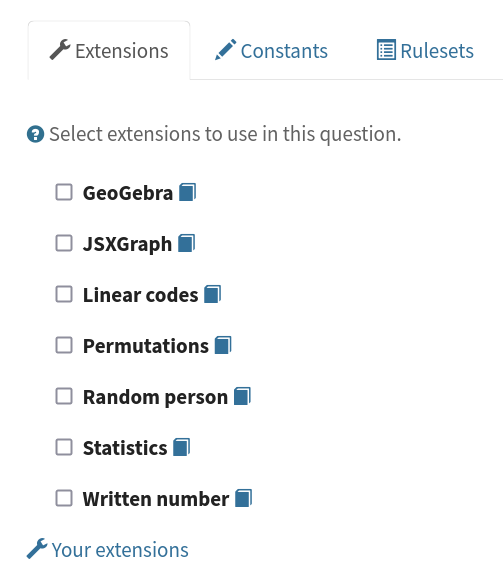 Extensions Constants Rulesets
Select extensions to use in this question.
GeoGebra
JSXGraph
Linear codes
Permutations
Random person
Statistics
Written number
Your extensions